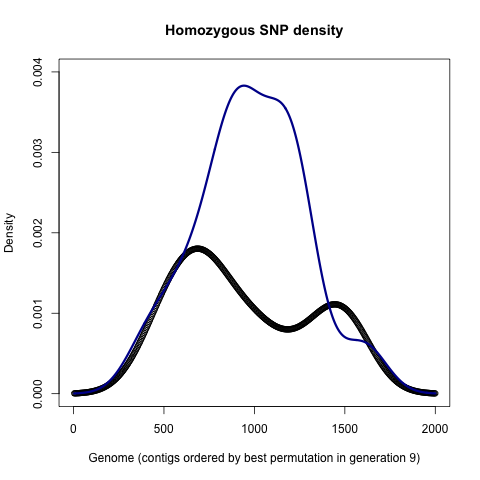 Homozygous SNP density
Density
0.004
0.003
0.002
0.001
0.000
0 500 1000 1500 2000
Genome (contigs ordered by best permutation in generation 9)